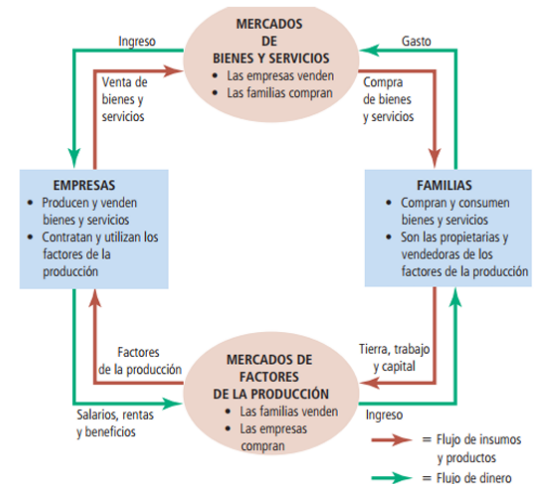 MERCADOS
DE
BIENES Y SERVICIOS
• Las empresas venden
• Las familias compran
Ingreso
Gasto
Venta de
bienes y
servicios
Compra
de bienes
y servicios
EMPRESAS
• Producen y venden
bienes y servicios
• Contratan y utilizan los
factores de la
producción
FAMILIAS
• Compran y consumen
bienes y servicios
• Son las propietarias y
vendedoras de los
factores de la producción
Factores
de la producción
Tierra, trabajo
y capital
MERCADOS DE
FACTORES
DE LA PRODUCCIÓN
• Las familias venden
• Las empresas
compran
Salarios, rentas
y beneficios
Ingreso
= Flujo de insumos
y productos
= Flujo de dinero